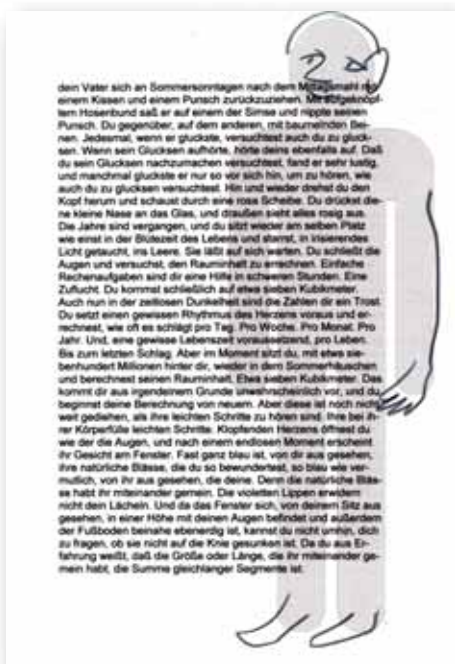 dein Vater sich an Sommersonntagen nach dem Mittagsmahl mit
einem Kissen und einem Punsch zurückzuziehen. Mit aufgeknöpf-
tem Hosenbund saß er auf einem der Simse und nippte seinen
Punsch. Du gegenüber, auf dem anderen, mit baumelnden Bei-
nen. Jedesmal, wenn er gluckste, versuchtest auch du zu gluck-
sen. Wenn sein Glucksen aufhörte, hörte deins ebenfalls auf. Daß
du sein Glucksen nachzumachen versuchtest, fand er sehr lustig,
und manchmal gluckste er nur so vor sich hin, um zu hören, wie
auch du zu glucksen versuchtest. Hin und wieder drehst du den
Kopf herum und schaust durch eine rosa Scheibe. Du drückst dei-
ne kleine Nase an das Glas, und draußen sieht alles rosig aus.
Die Jahre sind vergangen, und du sitzt wieder am selben Platz
wie einst in der Blütezeit des Lebens und starrst, in irisierendes
Licht getaucht, ins Leere. Sie läßt auf sich warten. Du schließt die
Augen und versuchst, den Rauminhalt zu errechnen. Einfache
Rechenaufgaben sind dir eine Hilfe in schweren Stunden. Eine
Zuflucht. Du kommst schließlich auf etwa sieben Kubikmeter.
Auch nun in der zeitlosen Dunkelheit sind die Zahlen dir ein Trost.
Du setzt einen gewissen Rhythmus des Herzens voraus und er-
rechnest, wie oft es schlägt pro Tag. Pro Woche. Pro Monat. Pro
Jahr. Und, eine gewisse Lebenszeit voraussetzend, pro Leben.
Bis zum letzten Schlag. Aber im Moment sitzt du, mit etwa sie-
benhundert Millionen hinter dir, wieder in dem Sommerhäuschen
und berechnest seinen Rauminhalt. Etwa sieben Kubikmeter. Das
kommt dir aus irgendeinem Grunde unwahrscheinlich vor, und du
beginnst deine Berechnung von neuem. Aber diese ist noch nicht
weit gediehen, als ihre leichten Schritte zu hören sind. Ihre bei ih-
rer Körperfülle leichten Schritte. Klopfenden Herzens öffnest du
wie der die Augen, und nach einem endlosen Moment erscheint
ihr Gesicht am Fenster. Fast ganz blau ist, von dir aus gesehen,
ihre natürliche Blässe, die du so bewundertest, so blau wie ver-
mutlich, von ihr aus gesehen, die deine. Denn die natürliche Bläs-
se habt ihr miteinander gemein. Die violetten Lippen erwidern
nicht dein Lächeln. Und da das Fenster sich, von deinem Sitz aus
gesehen, in einer Höhe mit deinen Augen befindet und außerdem
der Fußboden beinahe ebenerdig ist, kannst du nicht umhin, dich
zu fragen, ob sie nicht auf die Knie gesunken ist. Da du aus Er-
fahrung weißt, daß die Größe oder Länge, die ihr miteinander ge-
mein habt, die Summe gleichlanger Segmente ist.